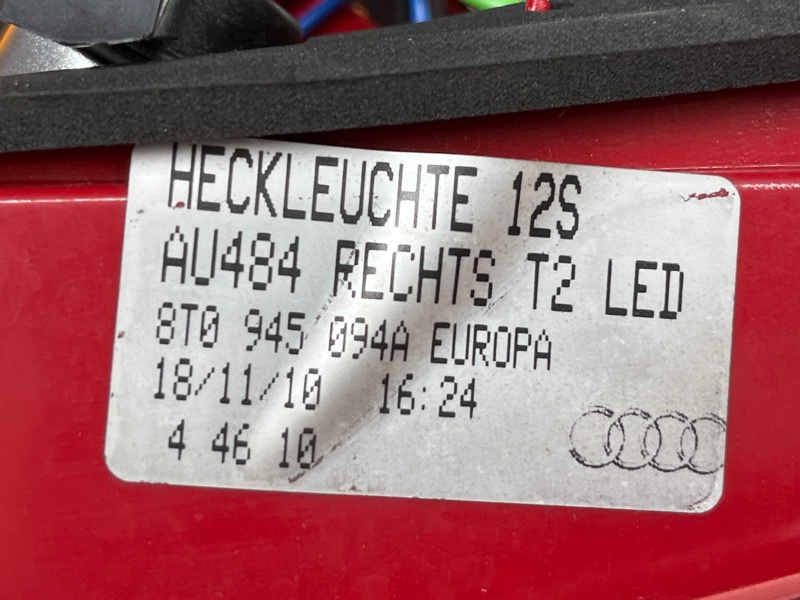 HECKLEUCHTE 12S
AU484 RECHTS T2 LED
8T0 945 094A EUROPA
18/11/10 16:24
4 46 10